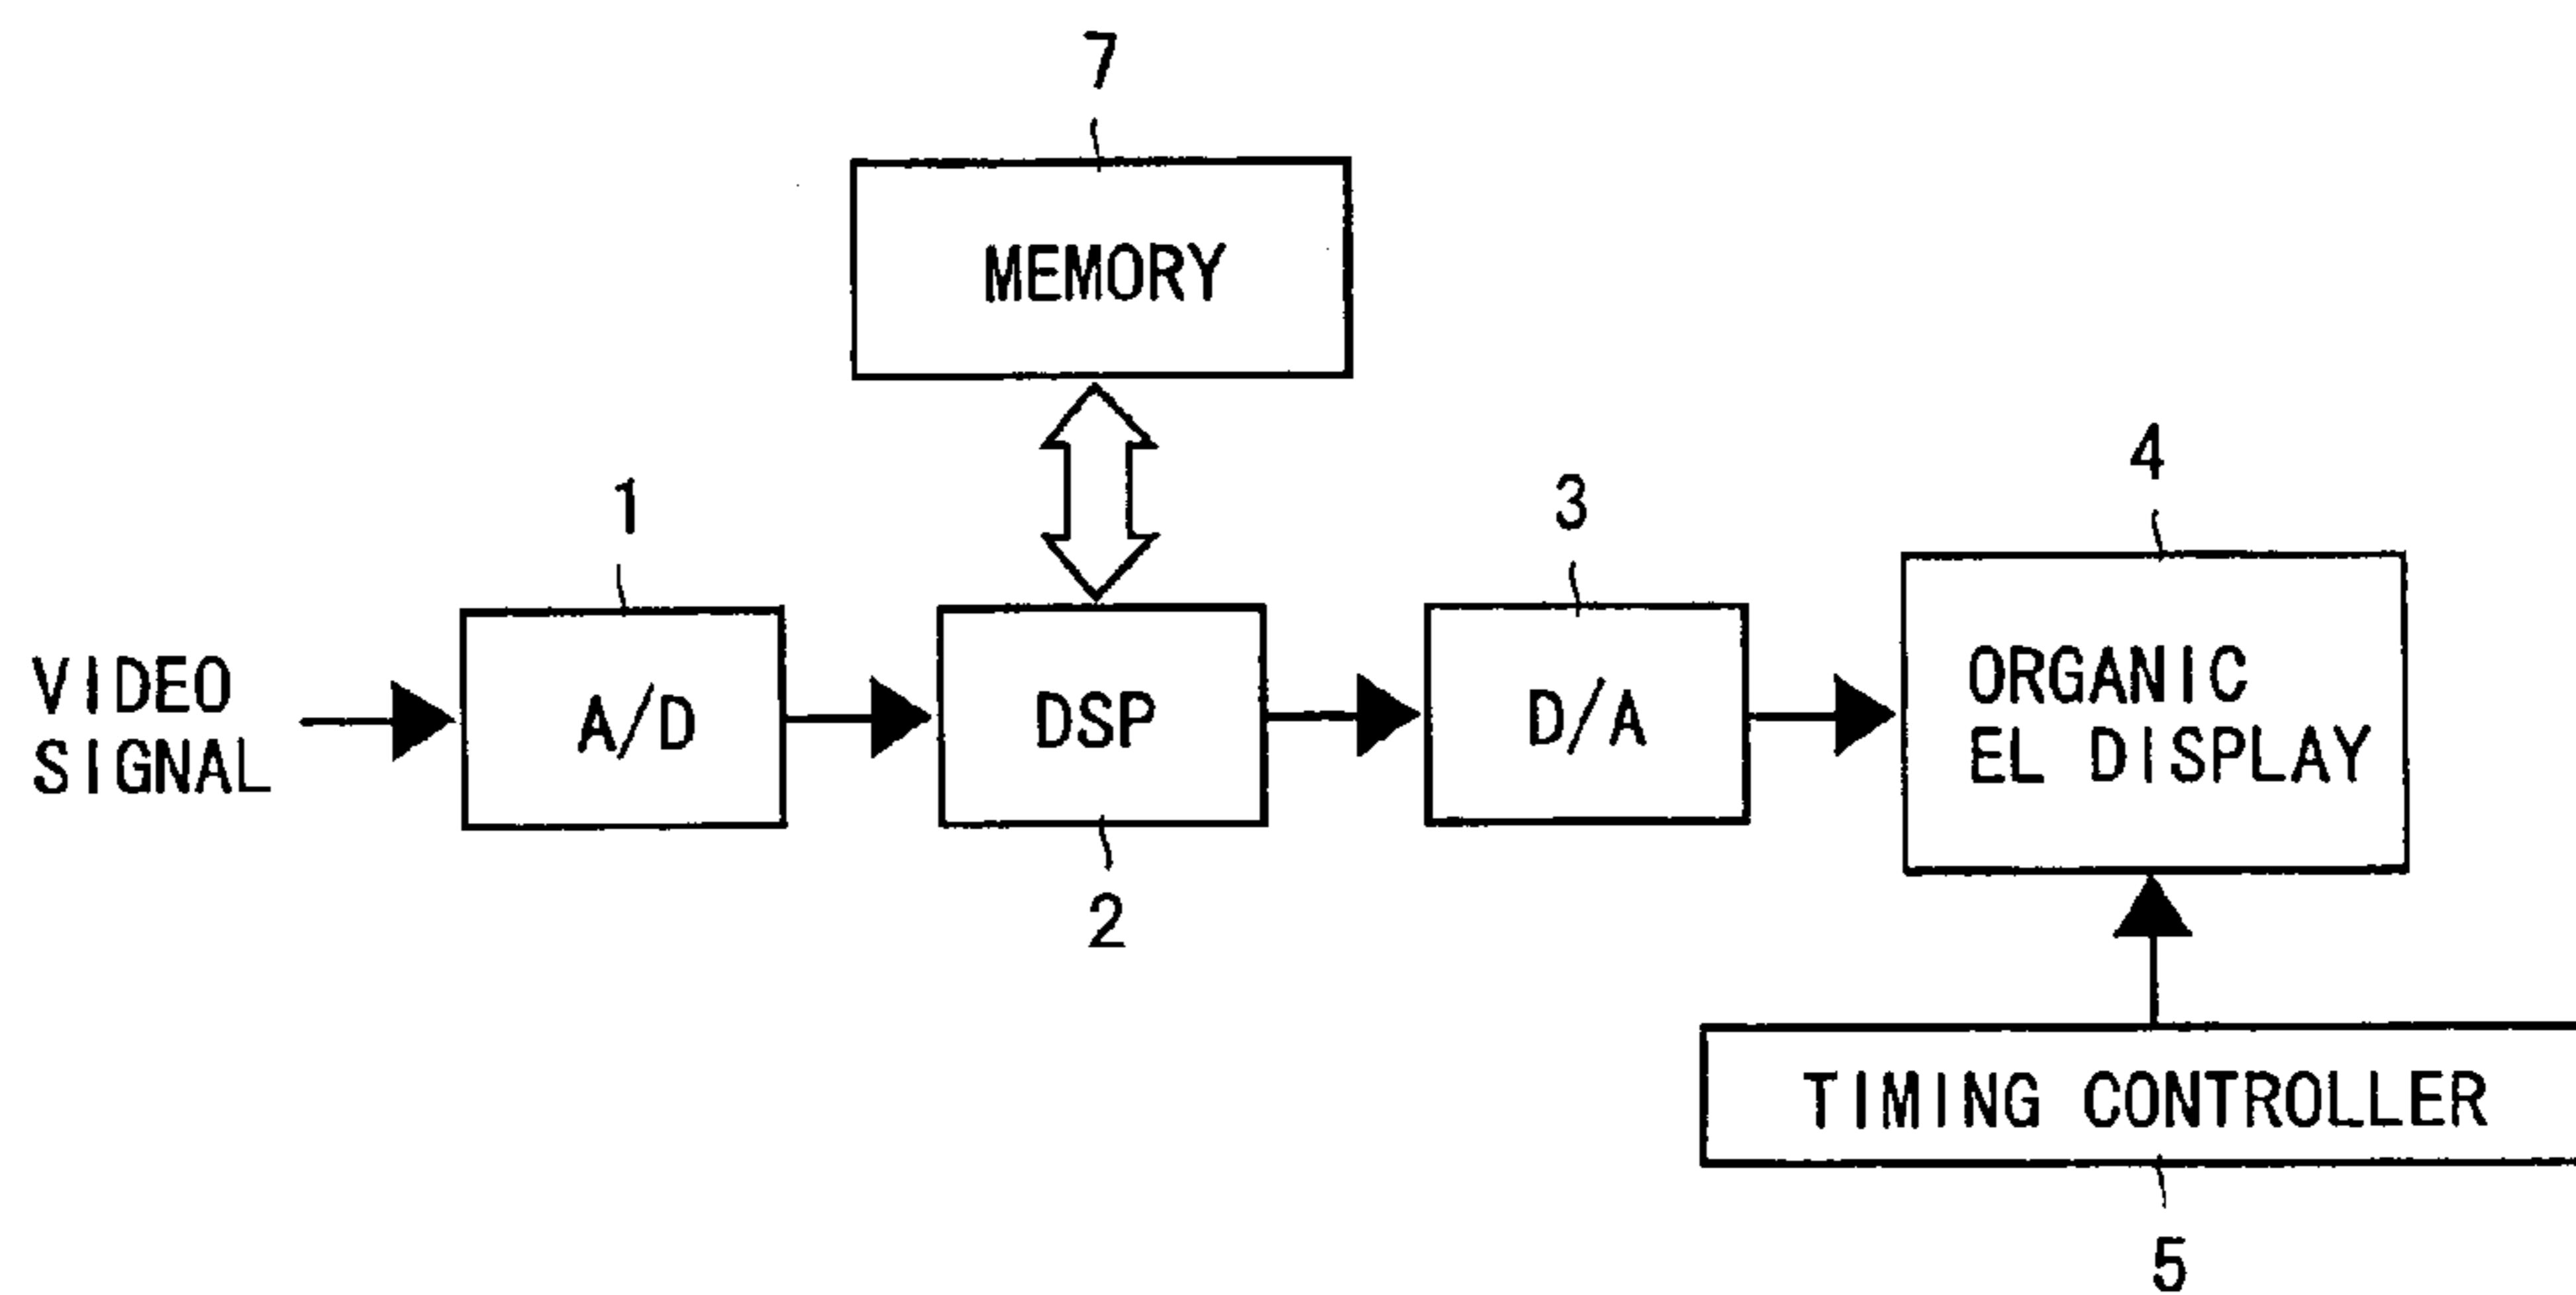 7
MEMORY
1
3
4
VIDEO
SIGNAL
A/D
DSP
D/A
ORGANIC
EL DISPLAY
2
TIMING CONTROLLER
5